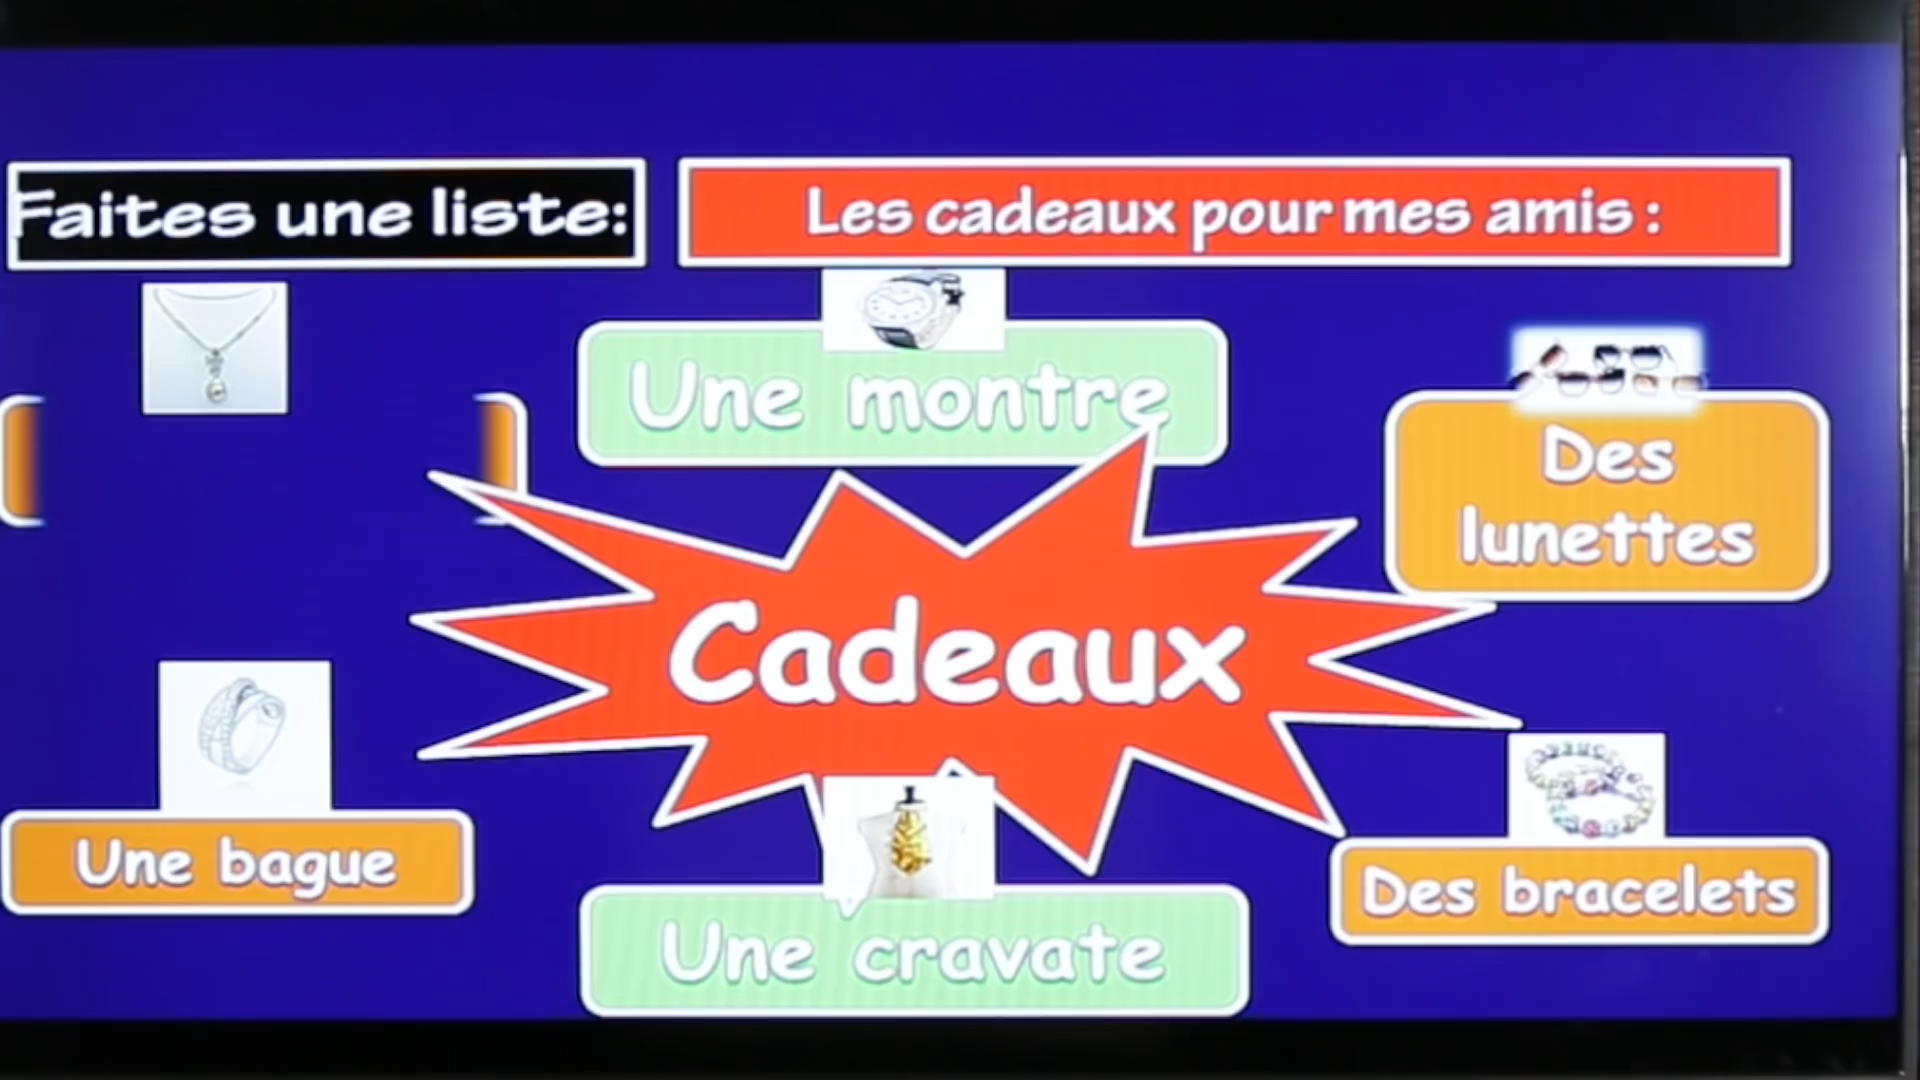 Faites une liste:
Les cadeaux pour mes amis :
Une montre
Des
lunettes
Cadeaux
Une bague
Une cravate
Des bracelets